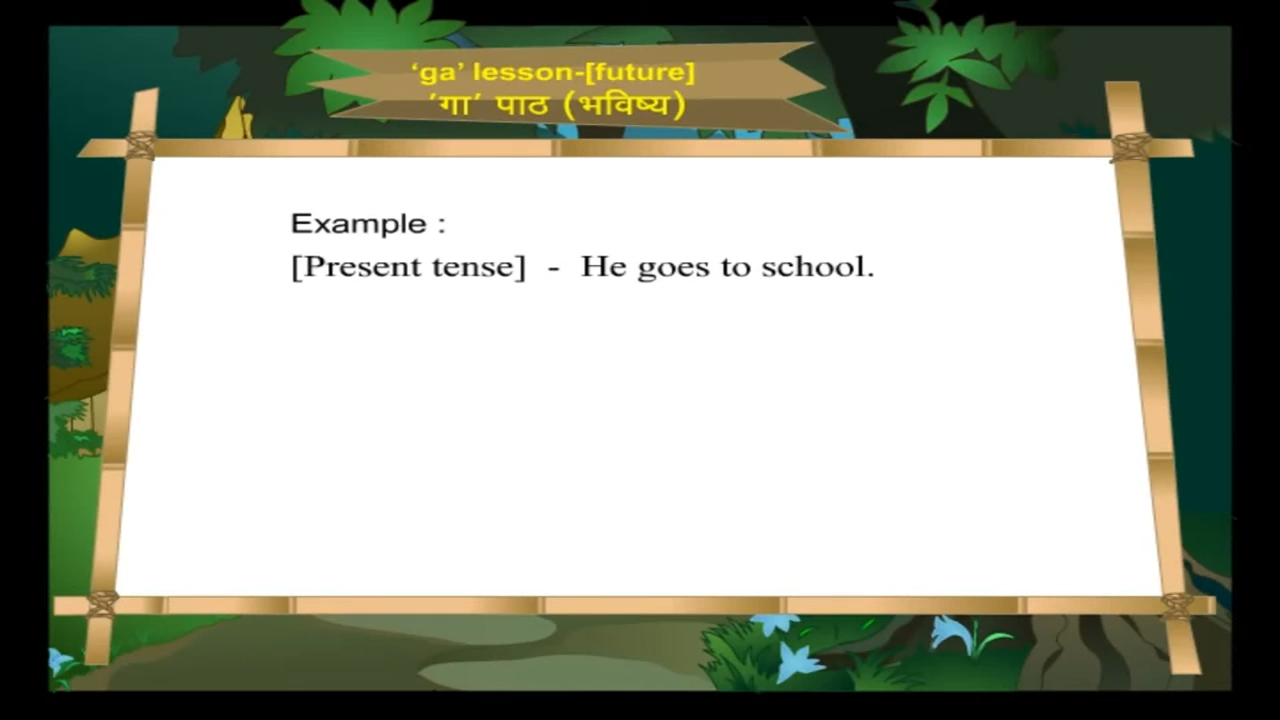 ‘ga’ lesson-[future]
‘गा’ पाठ (भविष्य)
Example :
[Present tense] - He goes to school.